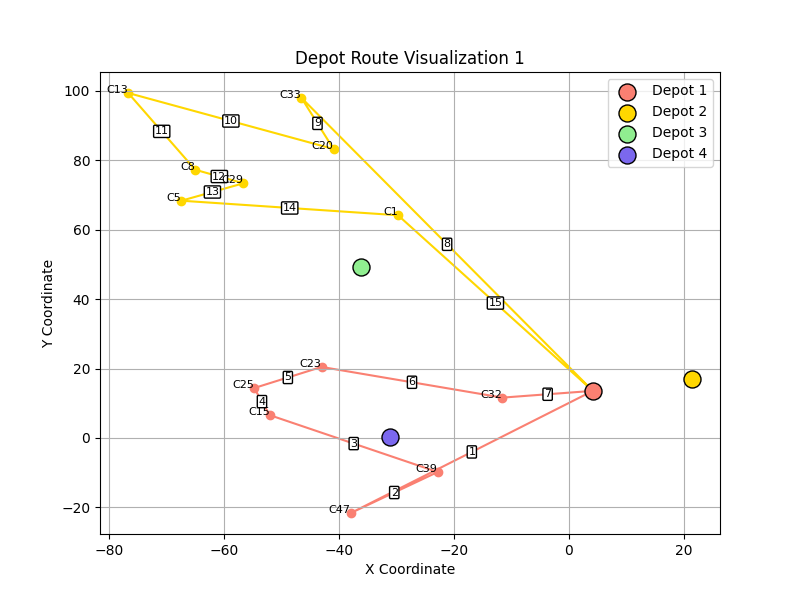 Depot Route Visualization 1
Depot 1
Depot 2
Depot 3
Depot 4
Y Coordinate
100
80
60
40
20
0
−20
C13
C33
10
9
11
C20
C8
12
C29
13
C5
14
C1
8
15
C23
5
C25
6
C32
7
4
C15
3
1
C39
2
C47
−80
−60
−40
−20
0
20
X Coordinate